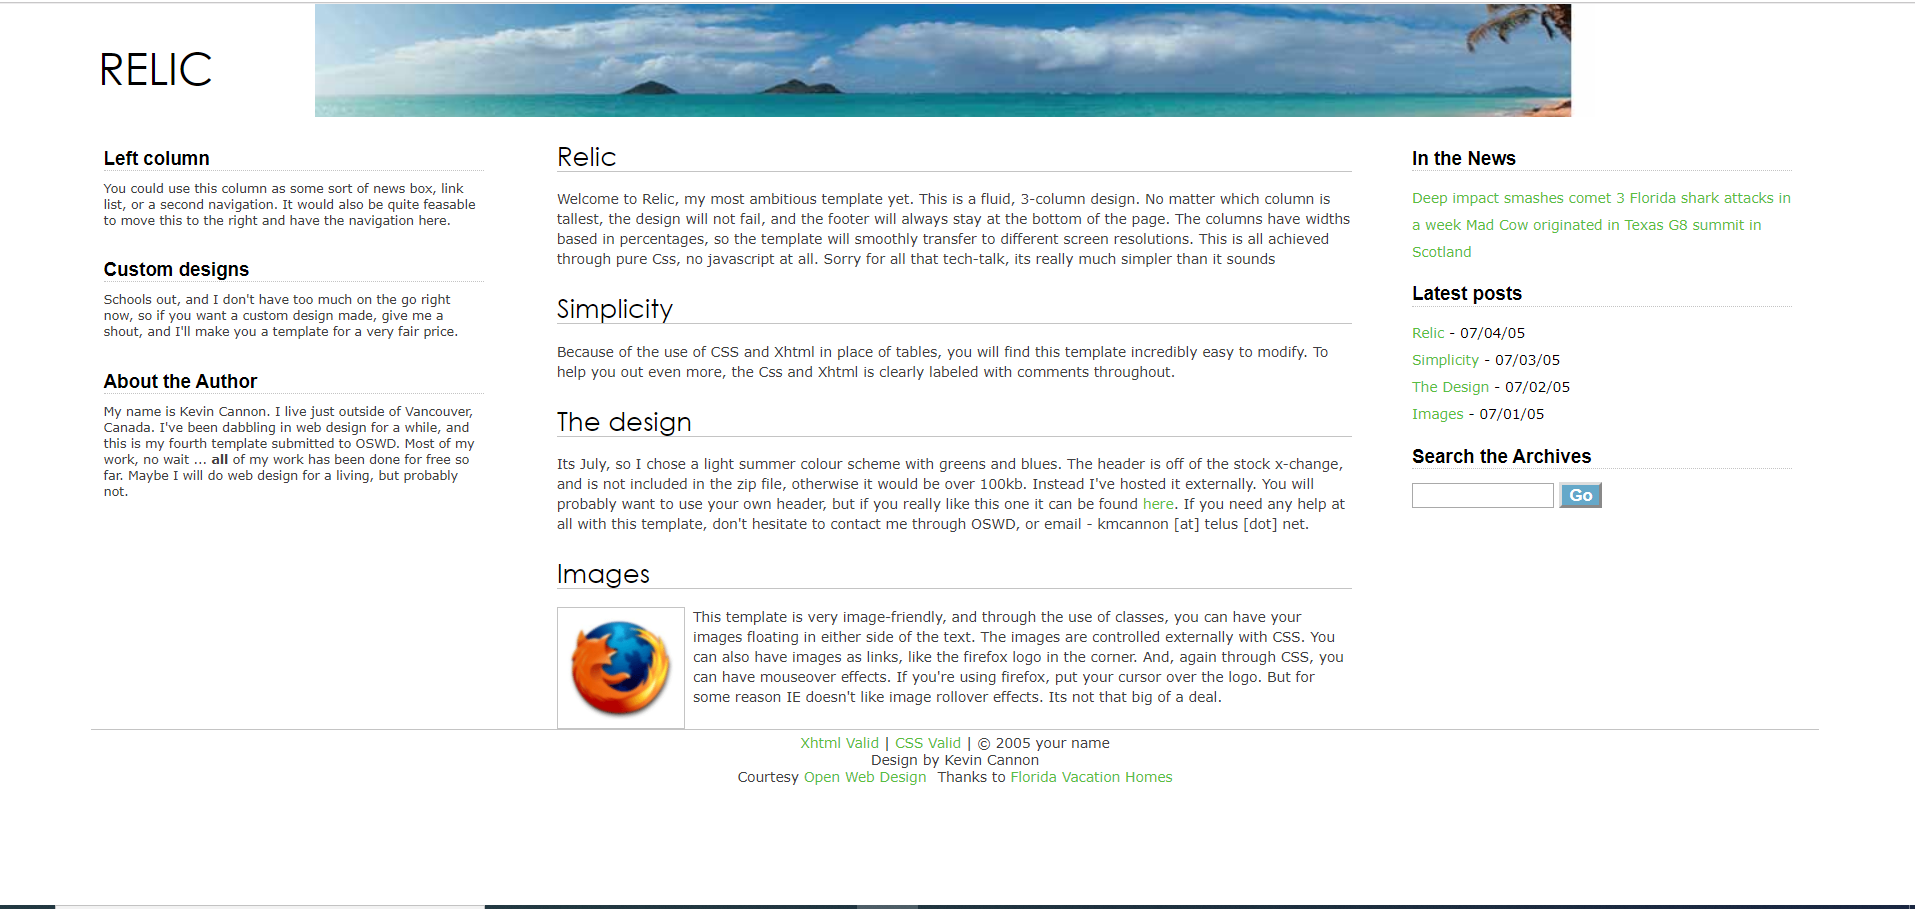 RELIC
Left column
You could use this column as some sort of news box, link
list, or a second navigation. It would also be quite feasable
to move this to the right and have the navigation here.
Custom designs
Schools out, and I don't have too much on the go right
now, so if you want a custom design made, give me a
shout, and I'll make you a template for a very fair price.
About the Author
My name is Kevin Cannon. I live just outside of Vancouver,
Canada. I've been dabbling in web design for a while, and
this is my fourth template submitted to OSWD. Most of my
work, no wait ... all of my work has been done for free so
far. Maybe I will do web design for a living, but probably
not.
Relic
Welcome to Relic, my most ambitious template yet. This is a fluid, 3-column design. No matter which column is
tallest, the design will not fail, and the footer will always stay at the bottom of the page. The columns have widths
based in percentages, so the template will smoothly transfer to different screen resolutions. This is all achieved
through pure Css, no javascript at all. Sorry for all that tech-talk, its really much simpler than it sounds
Simplicity
Because of the use of CSS and Xhtml in place of tables, you will find this template incredibly easy to modify. To
help you out even more, the Css and Xhtml is clearly labeled with comments throughout.
The design
Its July, so I chose a light summer colour scheme with greens and blues. The header is off of the stock x-change,
and is not included in the zip file, otherwise it would be over 100kb. Instead I've hosted it externally. You will
probably want to use your own header, but if you really like this one it can be found here. If you need any help at
all with this template, don't hesitate to contact me through OSWD, or email - kmcannon [at] telus [dot] net.
Images
This template is very image-friendly, and through the use of classes, you can have your
images floating in either side of the text. The images are controlled externally with CSS. You
can also have images as links, like the firefox logo in the corner. And, again through CSS, you
can have mouseover effects. If you're using firefox, put your cursor over the logo. But for
some reason IE doesn't like image rollover effects. Its not that big of a deal.
In the News
Deep impact smashes comet 3 Florida shark attacks in
a week Mad Cow originated in Texas G8 summit in
Scotland
Latest posts
Relic - 07/04/05
Simplicity - 07/03/05
The Design - 07/02/05
Images - 07/01/05
Search the Archives
Go
Xhtml Valid | CSS Valid | © 2005 your name
Design by Kevin Cannon
Courtesy Open Web Design  Thanks to Florida Vacation Homes